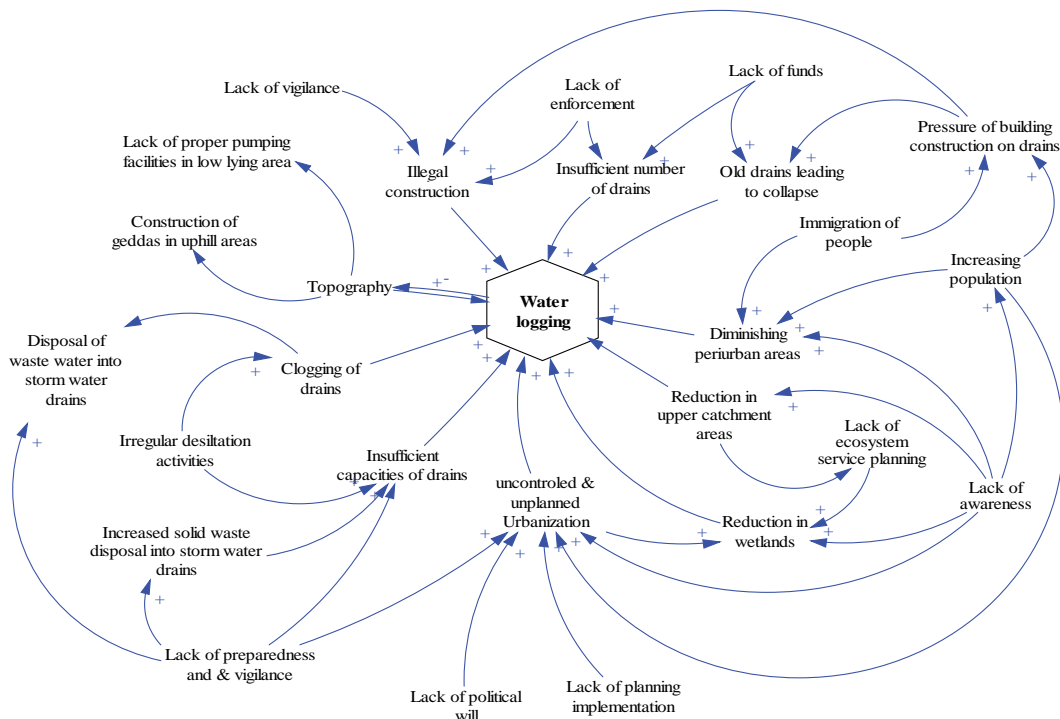 Lack of vigilance
Lack of
enforcement
Lack of funds
Lack of proper pumping
facilities in low lying area
Illegal
construction
Insufficient number
of drains
Old drains leading
to collapse
Pressure of building
construction on drains
Construction of
geddas in uphill areas
Immigration of
people
Increasing
population
Topography
Water
logging
Diminishing
periurban areas
Disposal of
waste water into
storm water
drains
Clogging of
drains
Reduction in
upper catchment
areas
Lack of
ecosystem
service planning
Irregular desiltation
activities
Insufficient
capacities of drains
uncontroled &
unplanned
Urbanization
Reduction in
wetlands
Lack of
awareness
Increased solid waste
disposal into storm water
drains
Lack of preparedness
and & vigilance
Lack of political
will
Lack of planning
implementation